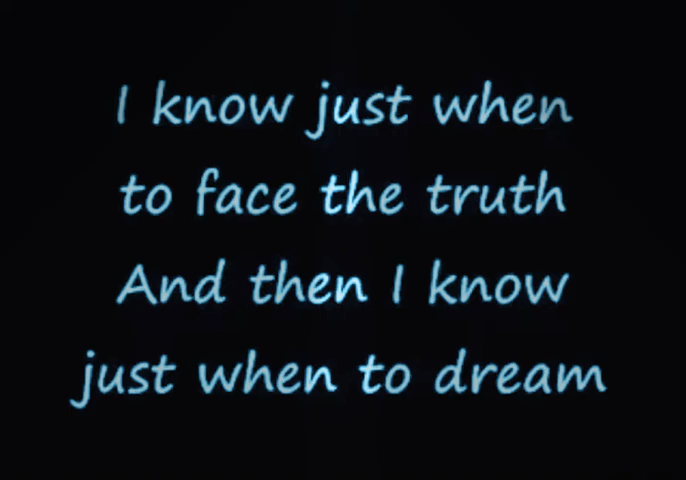 I know just when
to face the truth
And then I know
just when to dream